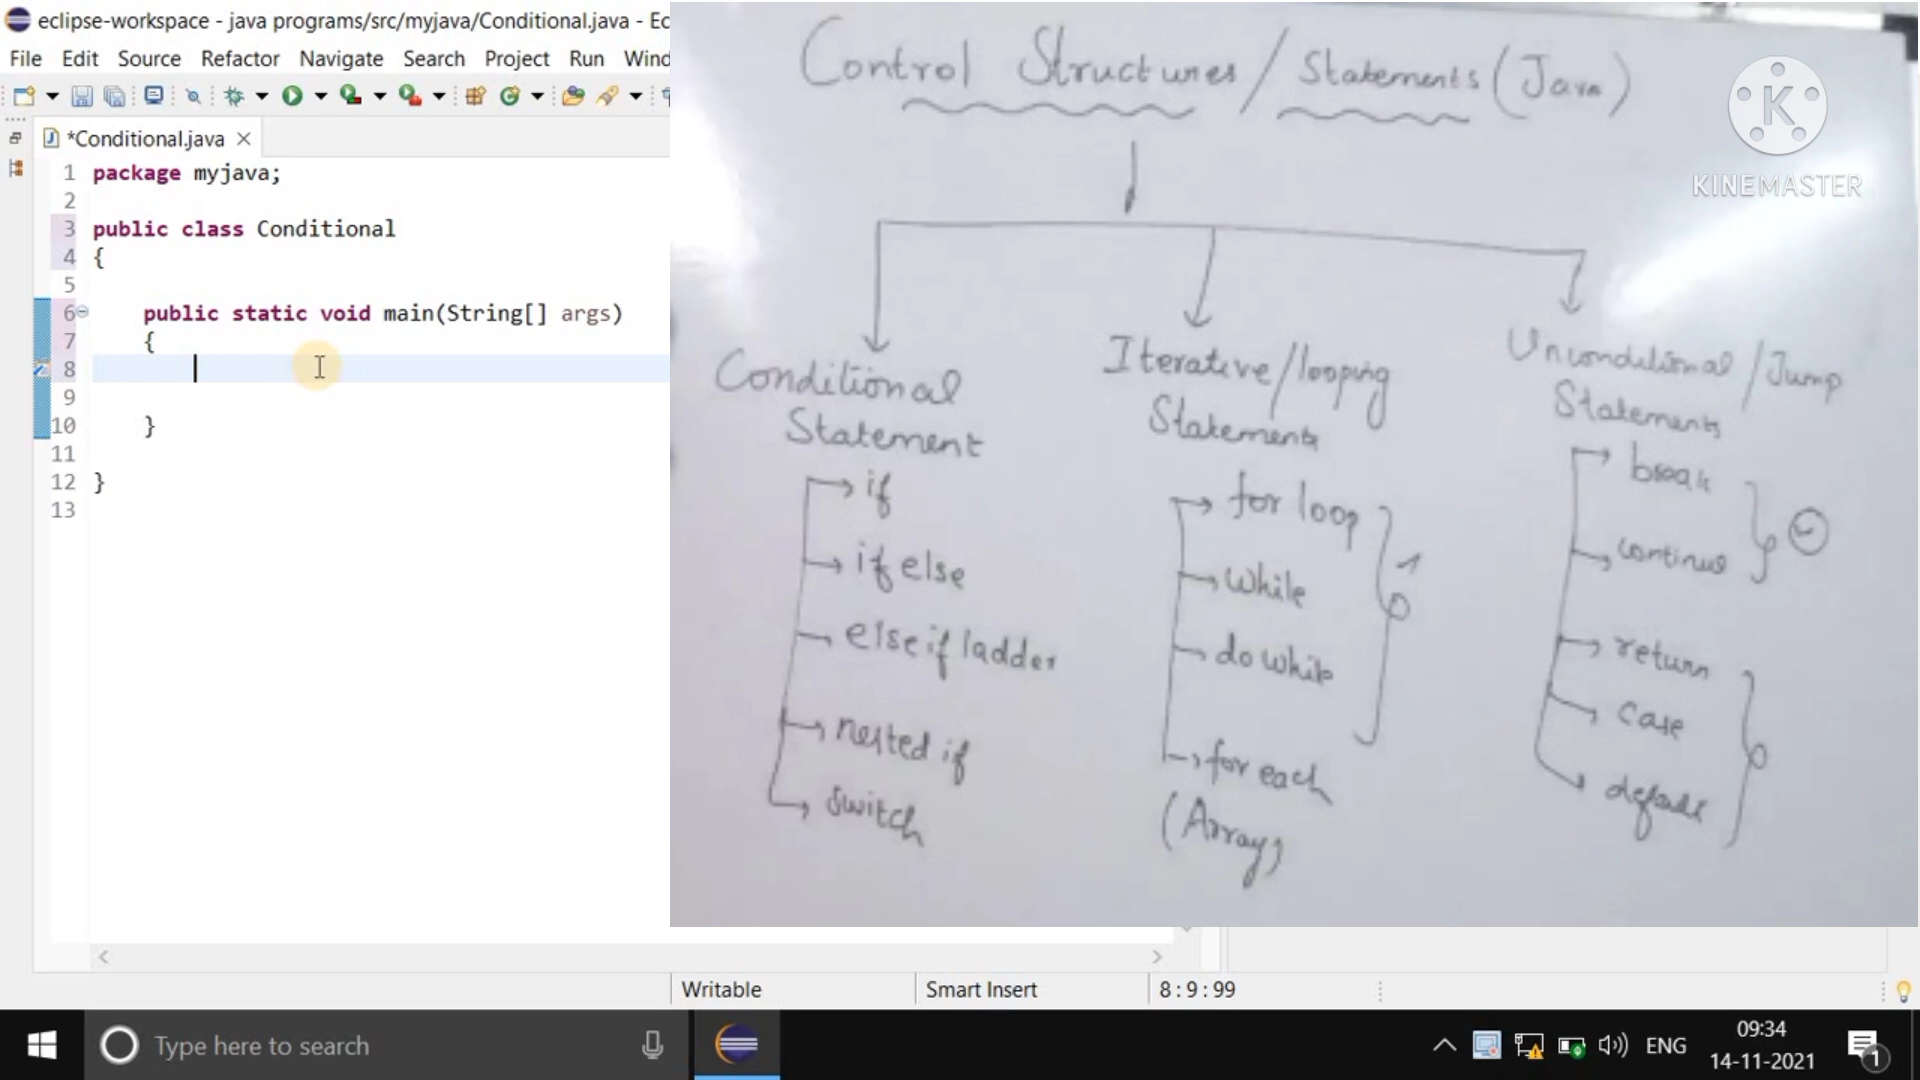 eclipse-workspace - java programs/src/myjava/Conditional.java - Ec
File Edit Source Refactor Navigate Search Project Run Wind
*Conditional.java
1 package myjava;
2
3 public class Conditional
4 {
5
6 public static void main(String[] args)
7 {
8
9
10 }
11
12 }
13
Control Structures / Statements (Java)
KINEMASTER
Conditional
Statement
if
if else
else if ladder
nested if
switch
Iterative/looping
Statements
for loop
while
do while
for each
(Array)
Unconditional / Jump
Statements
break
continue
return
case
default
Writable Smart Insert 8 : 9 : 99
Type here to search
ENG
09:34
14-11-2021
1